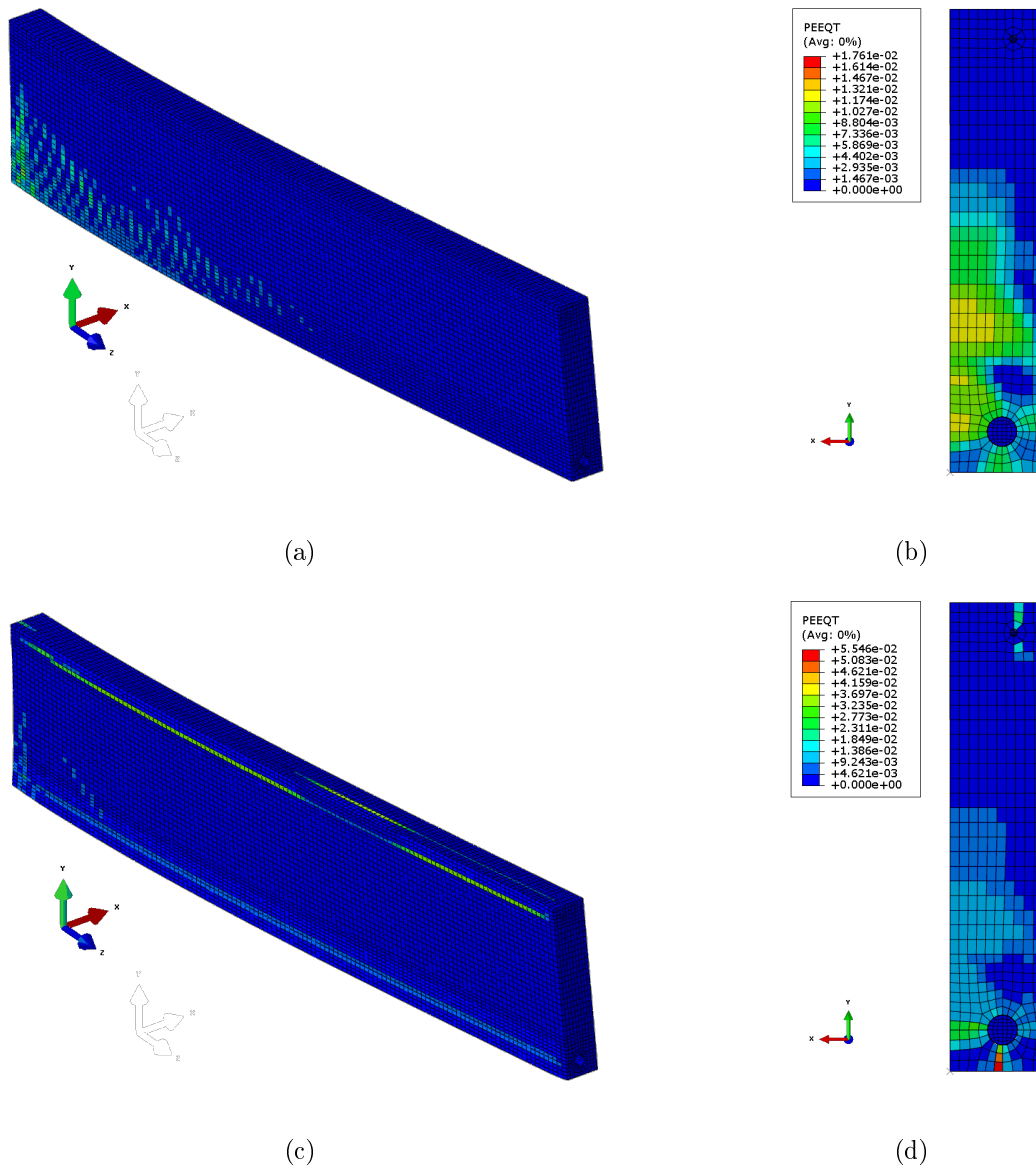 PEEQT
(Avg: 0%)
+1.761e-02
+1.614e-02
+1.467e-02
+1.321e-02
+1.174e-02
+1.027e-02
+8.804e-03
+7.336e-03
+5.869e-03
+4.402e-03
+2.935e-03
+1.467e-03
+0.000e+00
Y
X
Z
Y
X
Z
Y
X
(a)
(b)
PEEQT
(Avg: 0%)
+5.546e-02
+5.083e-02
+4.621e-02
+4.159e-02
+3.697e-02
+3.235e-02
+2.773e-02
+2.311e-02
+1.849e-02
+1.386e-02
+9.243e-03
+4.621e-03
+0.000e+00
Y
X
Z
Y
X
Z
Y
X
(c)
(d)